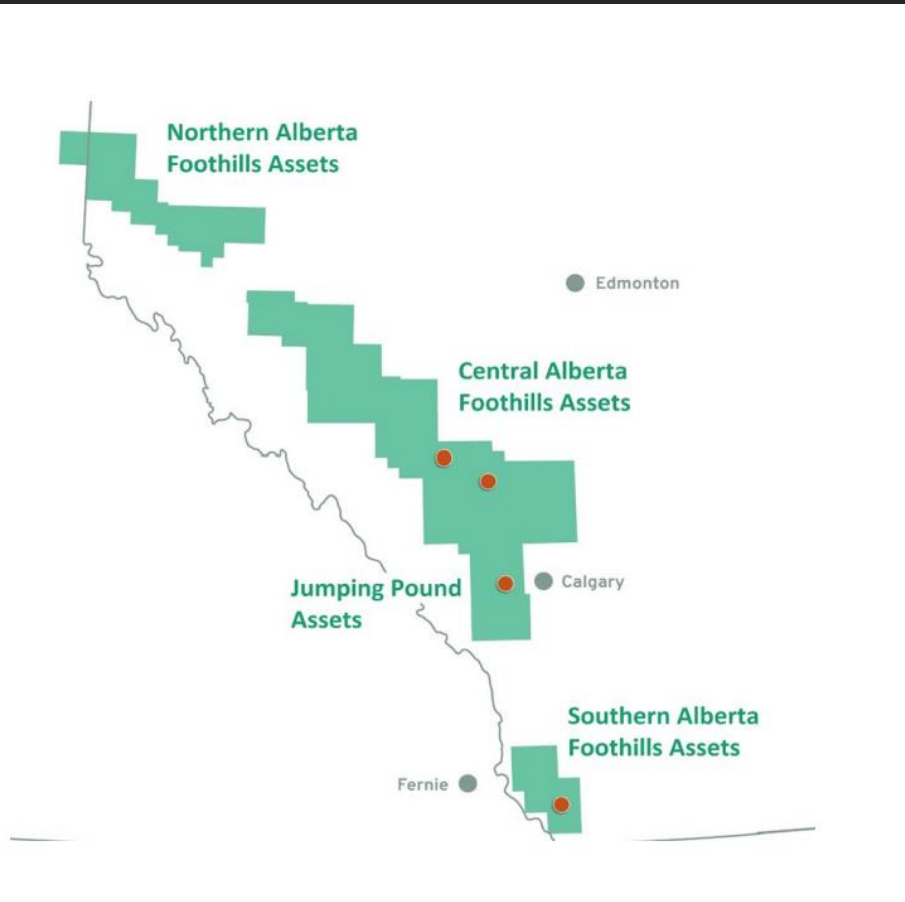 Northern Alberta
Foothills Assets
Edmonton
Central Alberta
Foothills Assets
Jumping Pound
Assets
Calgary
Southern Alberta
Foothills Assets
Fernie